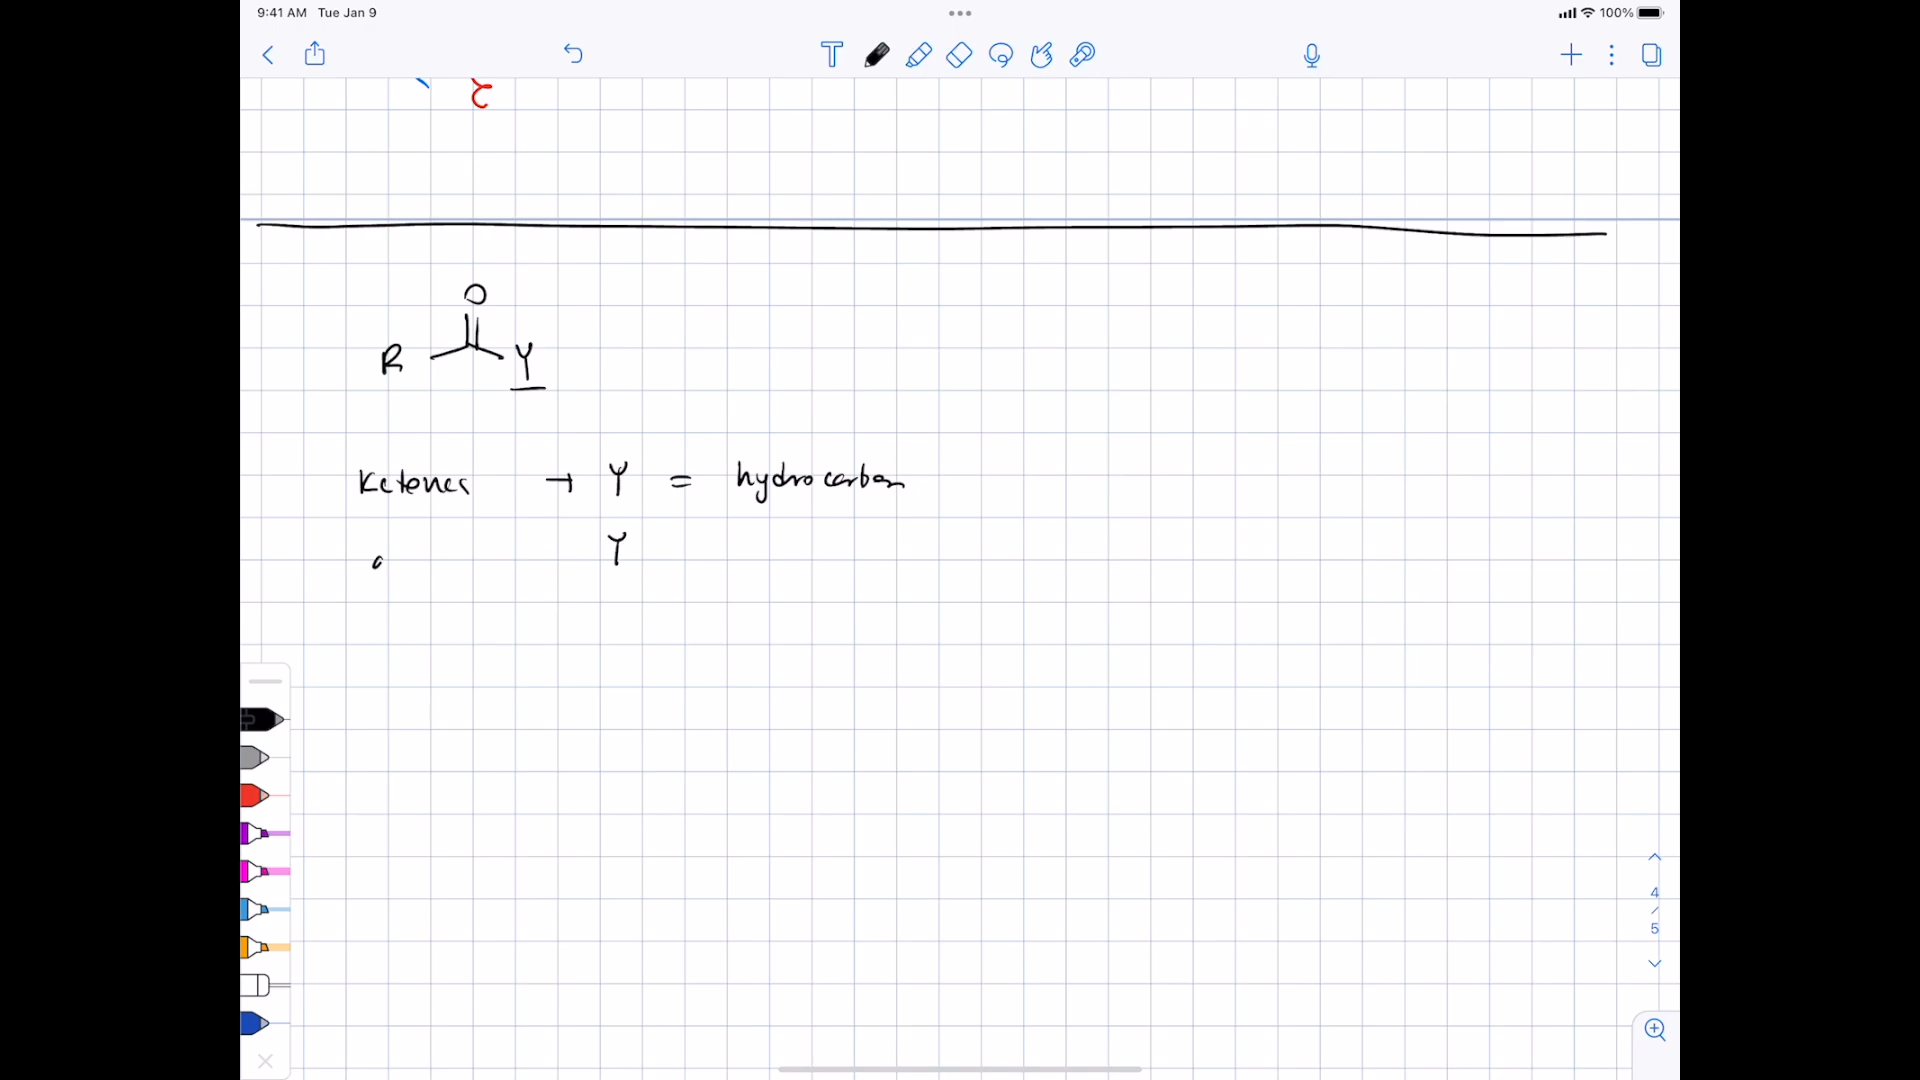 9:41 AM Tue Jan 9
100%
T
O
R Y
Ketones → Y = hydrocarbon
Y
4
/
5